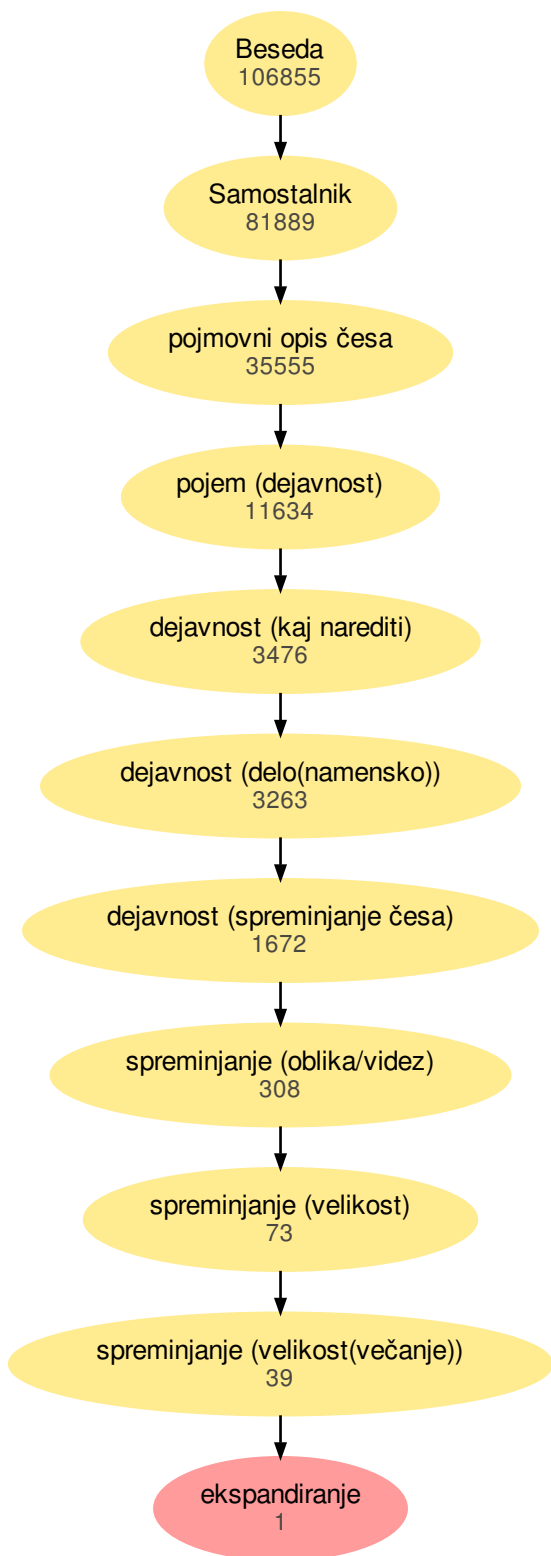 Beseda
106855
Samostalnik
81889
pojmovni opis česa
35555
pojem (dejavnost)
11634
dejavnost (kaj narediti)
3476
dejavnost (delo(namensko))
3263
dejavnost (spreminjanje česa)
1672
spreminjanje (oblika/videz)
308
spreminjanje (velikost)
73
spreminjanje (velikost(večanje))
39
ekspandiranje
1